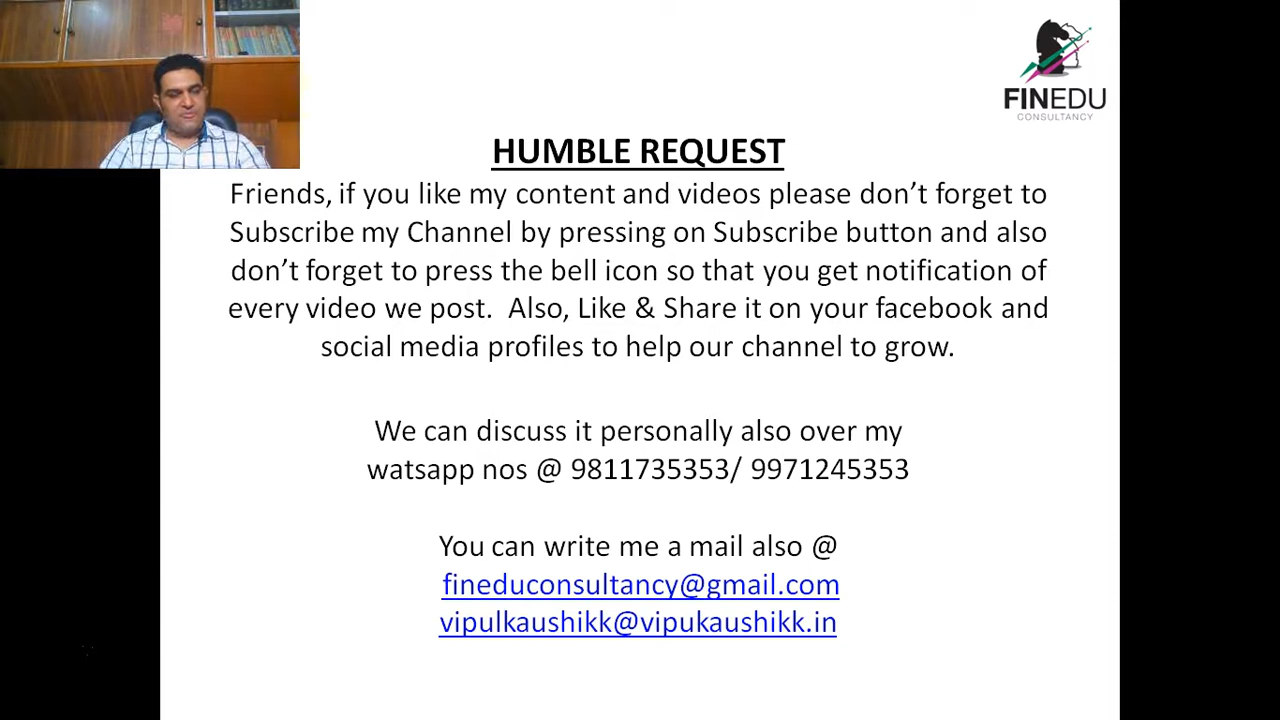 FINEDU
CONSULTANCY
HUMBLE REQUEST
Friends, if you like my content and videos please don’t forget to
Subscribe my Channel by pressing on Subscribe button and also
don’t forget to press the bell icon so that you get notification of
every video we post.  Also, Like & Share it on your facebook and
social media profiles to help our channel to grow.
We can discuss it personally also over my
watsapp nos @ 9811735353/ 9971245353
You can write me a mail also @
fineduconsultancy@gmail.com
vipulkaushikk@vipukaushikk.in